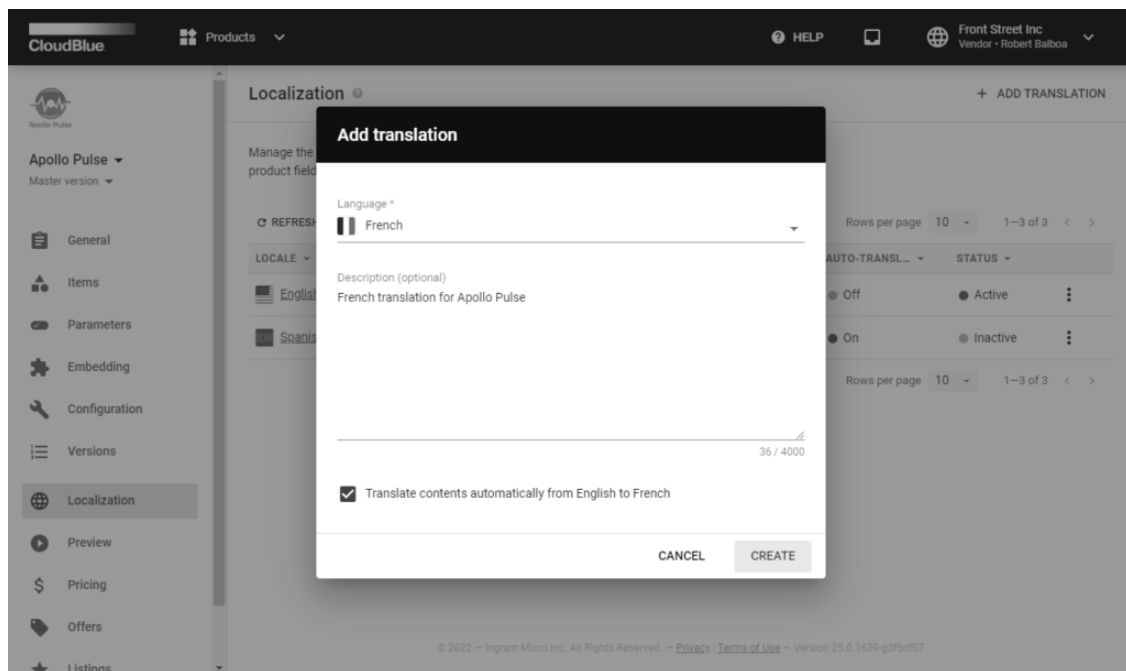 CloudBlue
Products
HELP
Front Street Inc
Vendor • Robert Balboa
Apollo Pulse
Apollo Pulse
Master version
General
Items
Parameters
Embedding
Configuration
Versions
Localization
Preview
Pricing
Offers
Listings
Localization
+ ADD TRANSLATION
Manage the
product field
REFRESH
Rows per page 10 1–3 of 3 < >
LOCALE AUTO-TRANSL... STATUS
English Off Active
Spanis On Inactive
Rows per page 10 1–3 of 3 < >
Add translation
Language *
French
Description (optional)
French translation for Apollo Pulse
36 / 4000
Translate contents automatically from English to French
CANCEL CREATE
© 2022 – Ingram Micro Inc. All Rights Reserved. – Privacy | Terms of Use – Version 25.0.1639-g3f6df07